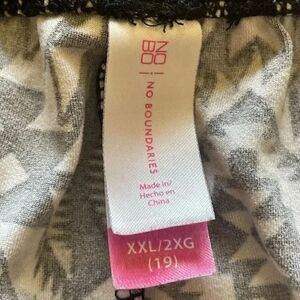 NO
BO
NO BOUNDARIES
Made in/
Hecho en
China
XXL/2XG
(19)